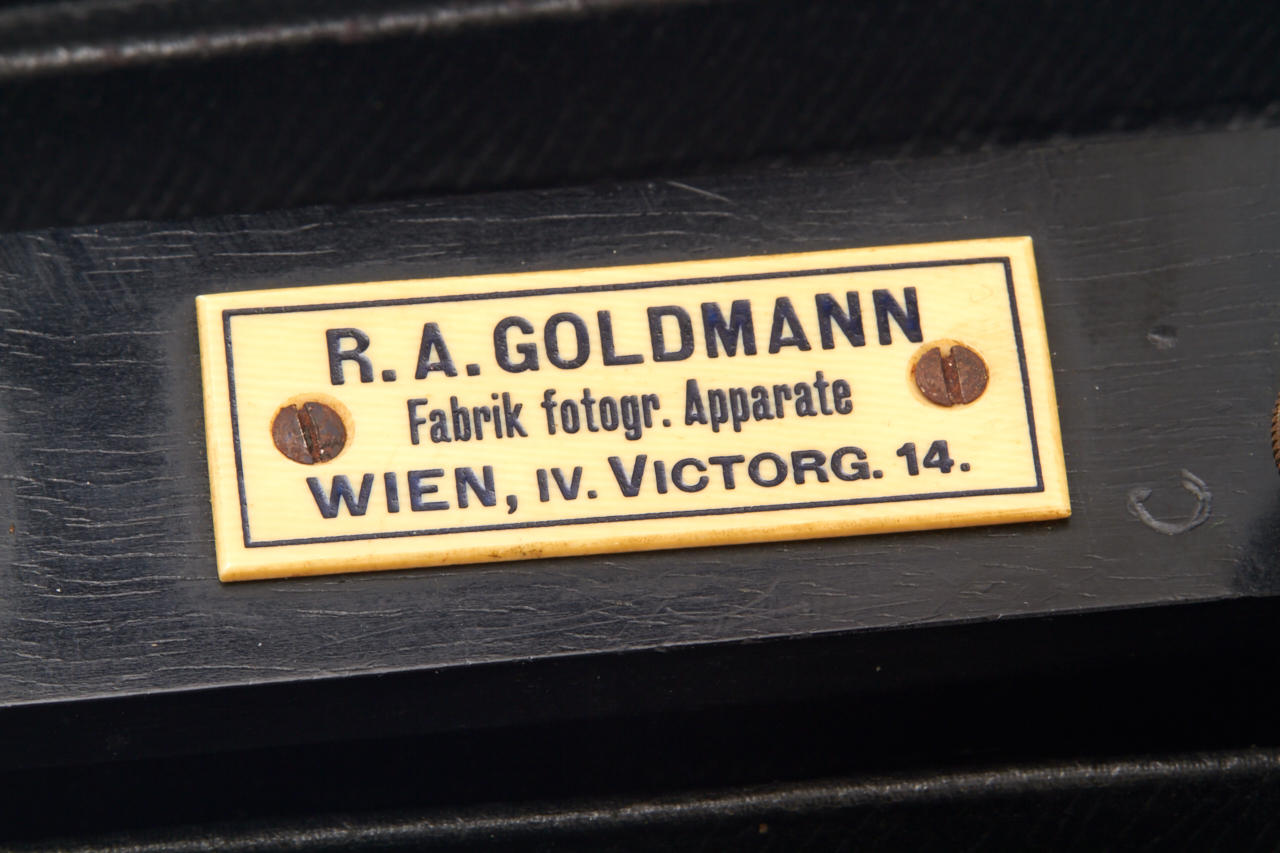 R. A. GOLDMANN
Fabrik fotogr. Apparate
WIEN, IV. VICTORG. 14.